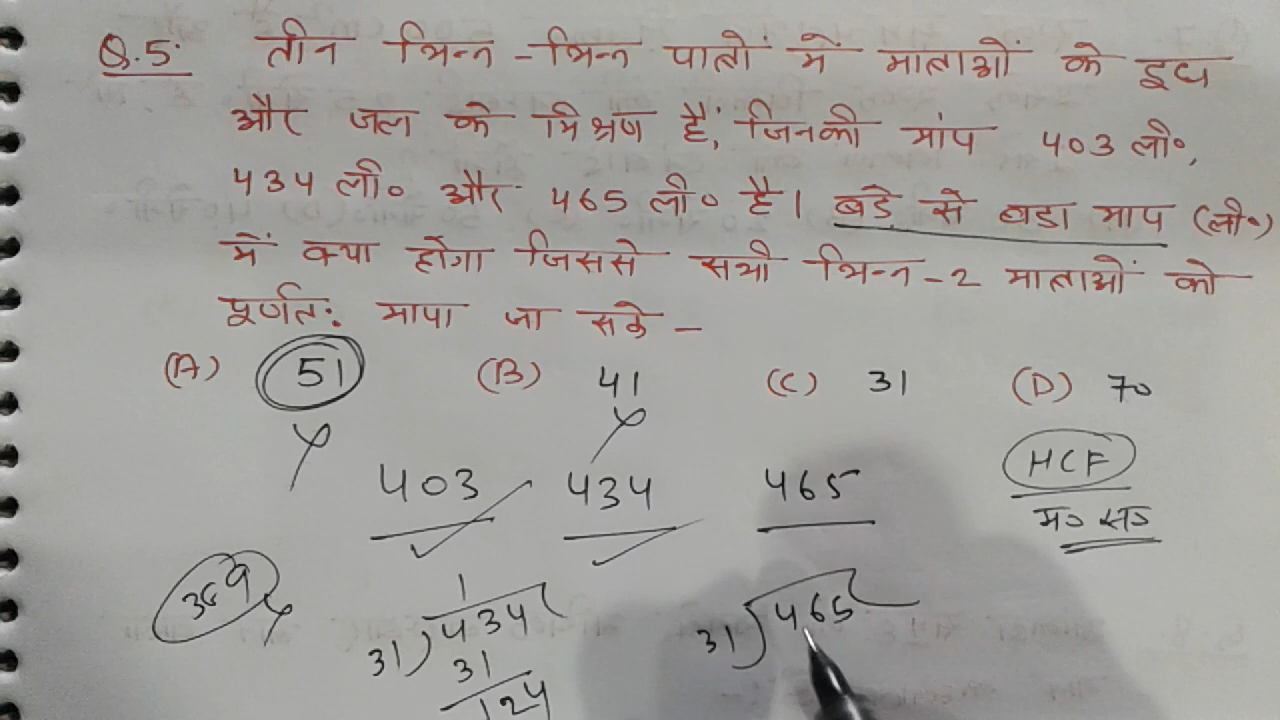 Q.5. तीन भिन्न-भिन्न पातों में माताओं के दूध
और जल के मिश्रण हैं, जिनकी मांप 403 ली०,
434 ली० और 465 ली० है। बडे से बडा माप (ली०)
में क्या होगा जिससे सभी भिन्न-2 माताओं को
पूर्णत: मापा जा सके -
(A) 51 (B) 41 (C) 31 (D) 70
403 434 465 HCF
म० स०
369
1
31) 434 31) 465
31
124